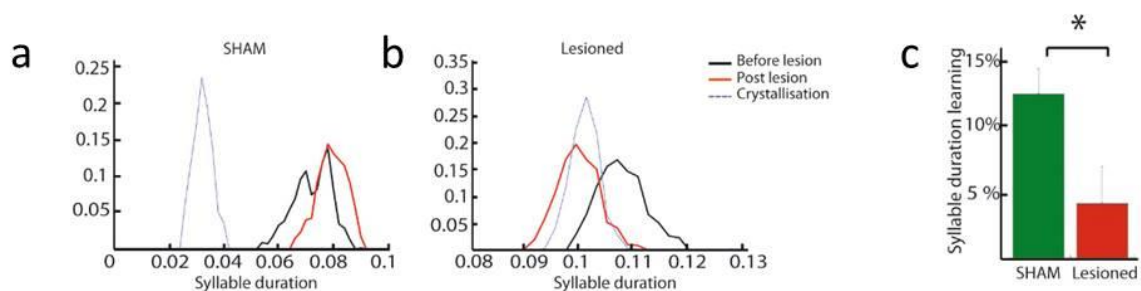 a
SHAM
0.25
0.2
0.15
0.1
0.05
0
0.02
0.04
0.06
0.08
0.1
Syllable duration
b
Lesioned
0.35
0.3
0.25
0.2
0.15
0.1
0.05
0.08
0.09
0.1
0.11
0.12
0.13
Syllable duration
Before lesion
Post lesion
Crystallisation
c
*
Syllable duration learning
15%
10%
5 %
SHAM
Lesioned